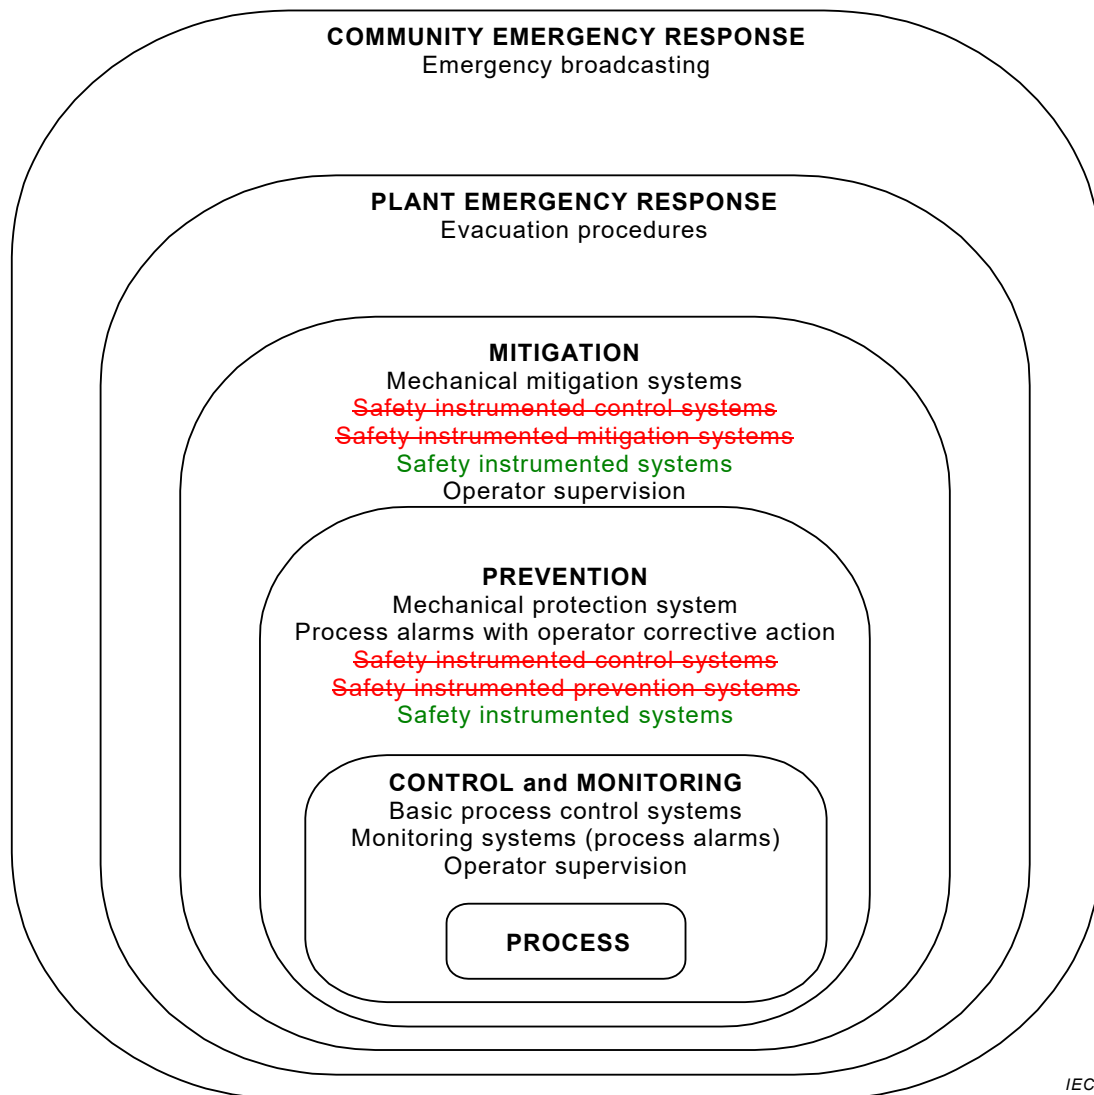 COMMUNITY EMERGENCY RESPONSE
Emergency broadcasting
PLANT EMERGENCY RESPONSE
Evacuation procedures
MITIGATION
Mechanical mitigation systems
Safety instrumented control systems
Safety instrumented mitigation systems
Safety instrumented systems
Operator supervision
PREVENTION
Mechanical protection system
Process alarms with operator corrective action
Safety instrumented control systems
Safety instrumented prevention systems
Safety instrumented systems
CONTROL and MONITORING
Basic process control systems
Monitoring systems (process alarms)
Operator supervision
PROCESS
IEC